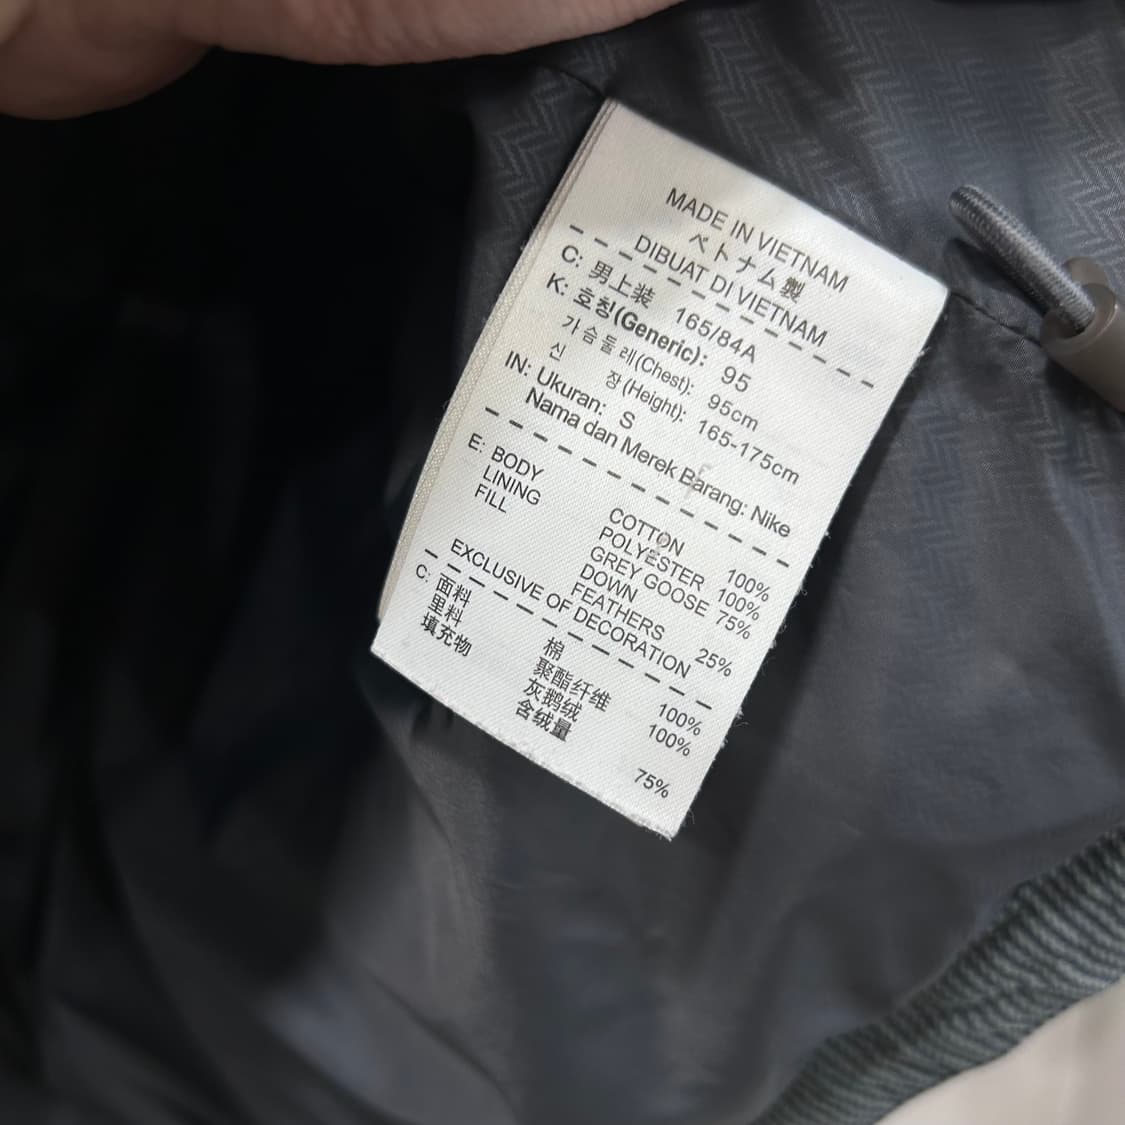 MADE IN VIETNAM
ベトナム製
DIBUAT DI VIETNAM
C: 男上装 165/84A
K: 호칭(Generic): 95
가슴둘레(Chest): 95cm
신 장(Height): 165-175cm
IN: Ukuran: S
Nama dan Merek Barang: Nike
E: BODY COTTON 100%
LINING POLYESTER 100%
FILL GREY GOOSE 75%
DOWN
FEATHERS 25%
EXCLUSIVE OF DECORATION
C: 面料 棉 100%
里料 聚酯纤维 100%
填充物 灰鹅绒
含绒量 75%